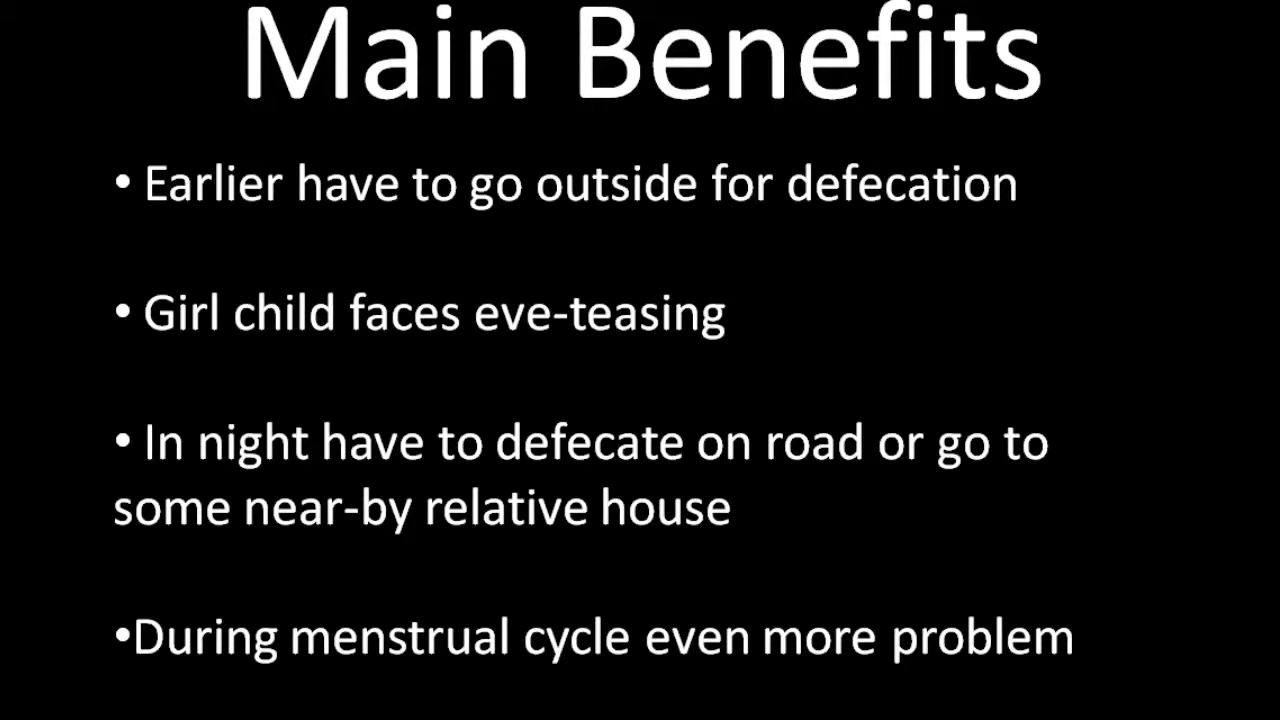 Main Benefits
• Earlier have to go outside for defecation
• Girl child faces eve-teasing
• In night have to defecate on road or go to
some near-by relative house
•During menstrual cycle even more problem